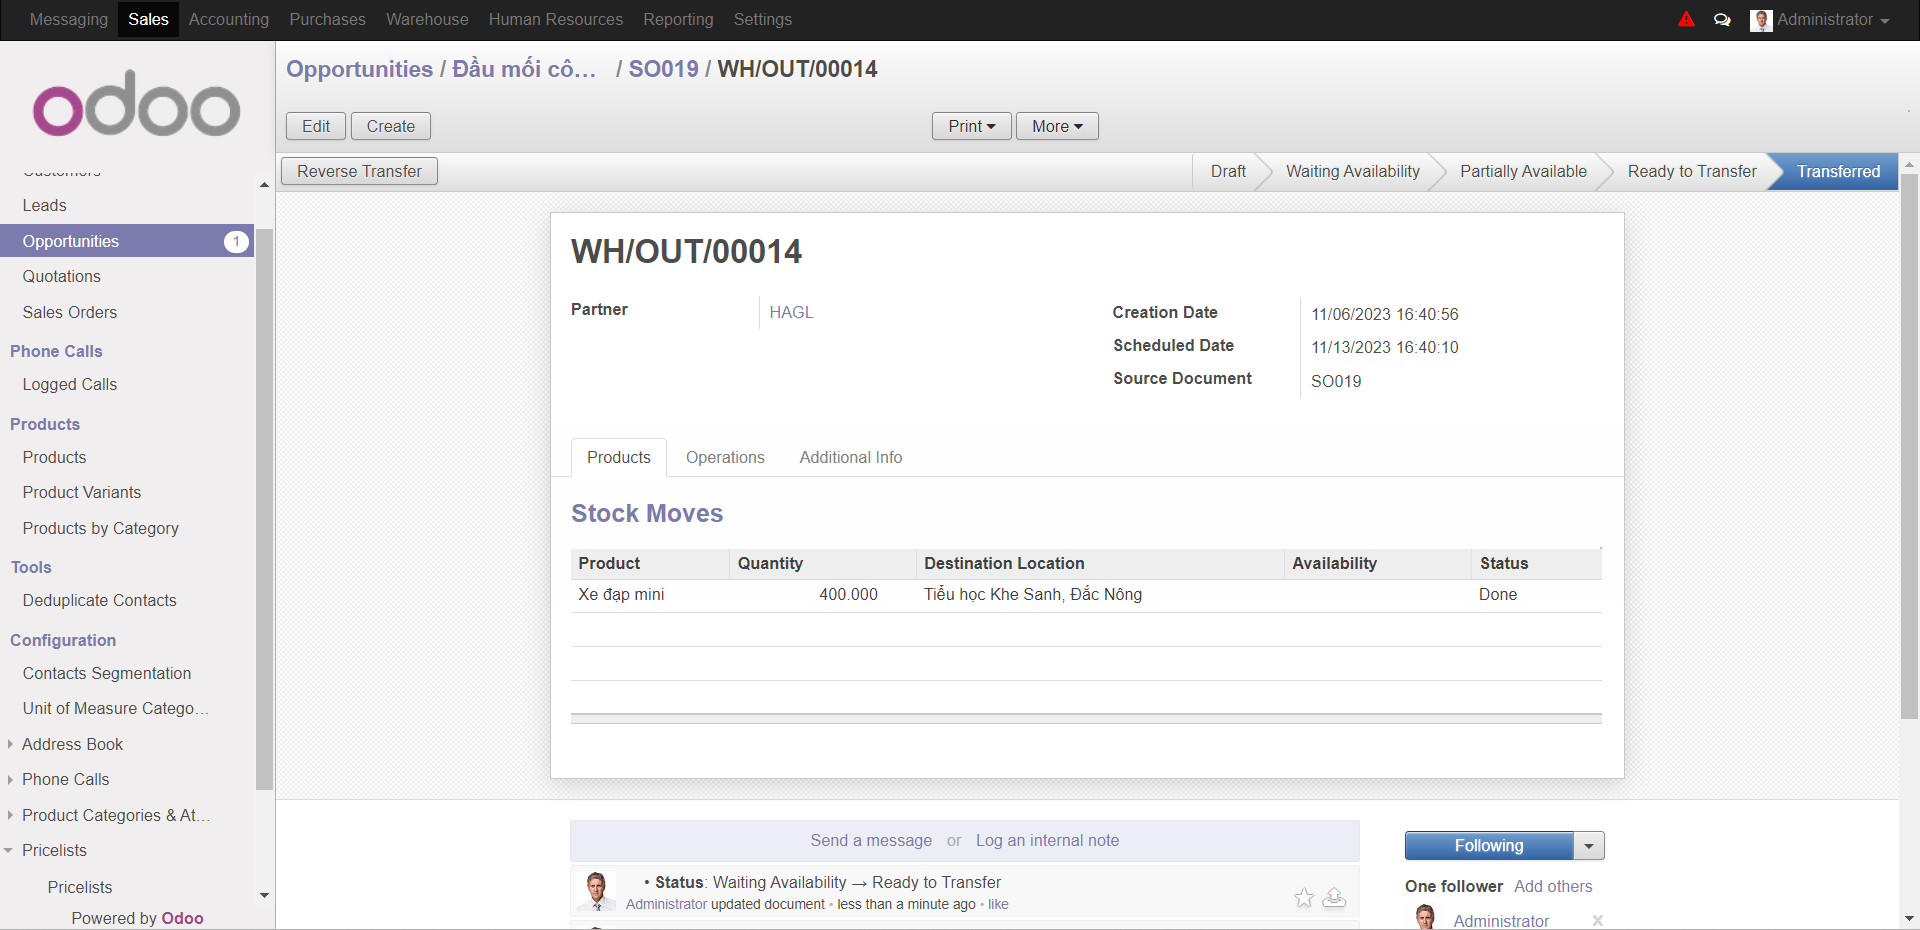 Messaging Sales Accounting Purchases Warehouse Human Resources Reporting Settings Administrator
odoo
Customers
Leads
Opportunities 1
Quotations
Sales Orders
Phone Calls
Logged Calls
Products
Products
Product Variants
Products by Category
Tools
Deduplicate Contacts
Configuration
Contacts Segmentation
Unit of Measure Catego...
Address Book
Phone Calls
Product Categories & At...
Pricelists
Pricelists
Powered by Odoo
Opportunities / Đầu mối cô... / SO019 / WH/OUT/00014
Edit Create Print More
Reverse Transfer Draft Waiting Availability Partially Available Ready to Transfer Transferred
WH/OUT/00014
Partner HAGL
Creation Date 11/06/2023 16:40:56
Scheduled Date 11/13/2023 16:40:10
Source Document SO019
Products Operations Additional Info
Stock Moves
Product Quantity Destination Location Availability Status
Xe đạp mini 400.000 Tiểu học Khe Sanh, Đắc Nông Done
Send a message or Log an internal note
• Status: Waiting Availability → Ready to Transfer
Administrator updated document • less than a minute ago • like
Following
One follower Add others
Administrator ×